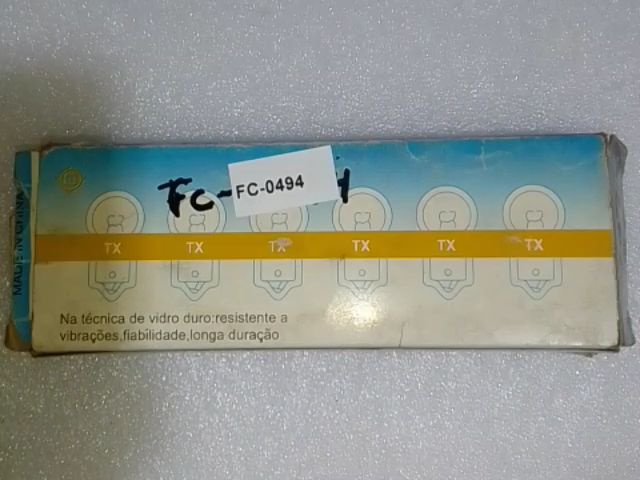 MADE IN CHINA
Fc-
FC-0494
TX TX TX TX TX TX
Na técnica de vidro duro:resistente a
vibrações,fiabilidade,longa duração